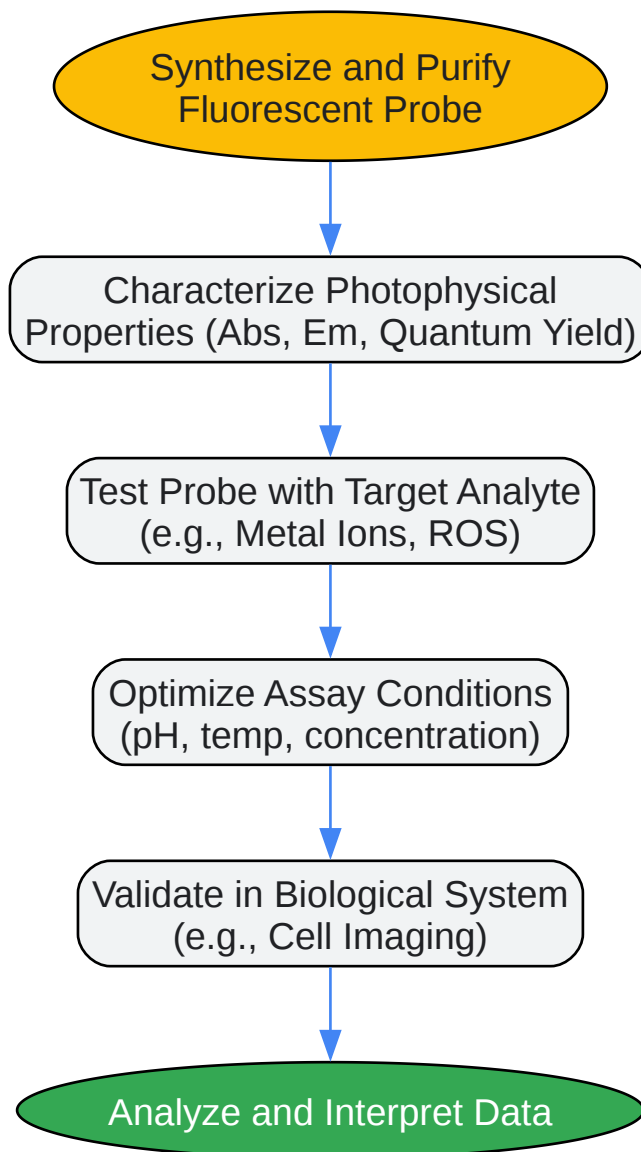 Synthesize and Purify
Fluorescent Probe
Characterize Photophysical
Properties (Abs, Em, Quantum Yield)
Test Probe with Target Analyte
(e.g., Metal Ions, ROS)
Optimize Assay Conditions
(pH, temp, concentration)
Validate in Biological System
(e.g., Cell Imaging)
Analyze and Interpret Data